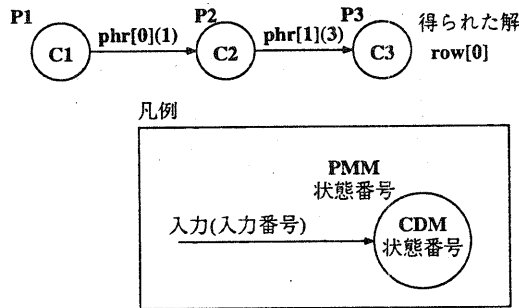 P1
C1
phr[0](1)
P2
C2
phr[1](3)
P3
C3
得られた解
row[0]
凡例
PMM
状態番号
入力(入力番号)
CDM
状態番号